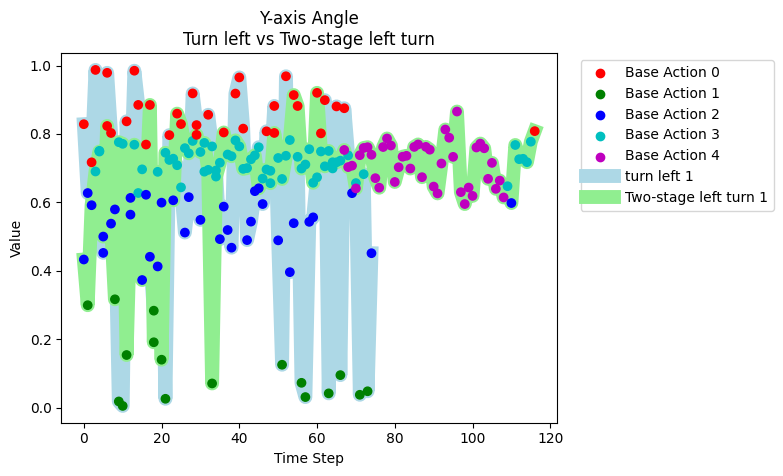 Y-axis Angle
Turn left vs Two-stage left turn
Value
1.0
0.8
0.6
0.4
0.2
0.0
0
20
40
60
80
100
120
Time Step
Base Action 0
Base Action 1
Base Action 2
Base Action 3
Base Action 4
turn left 1
Two-stage left turn 1